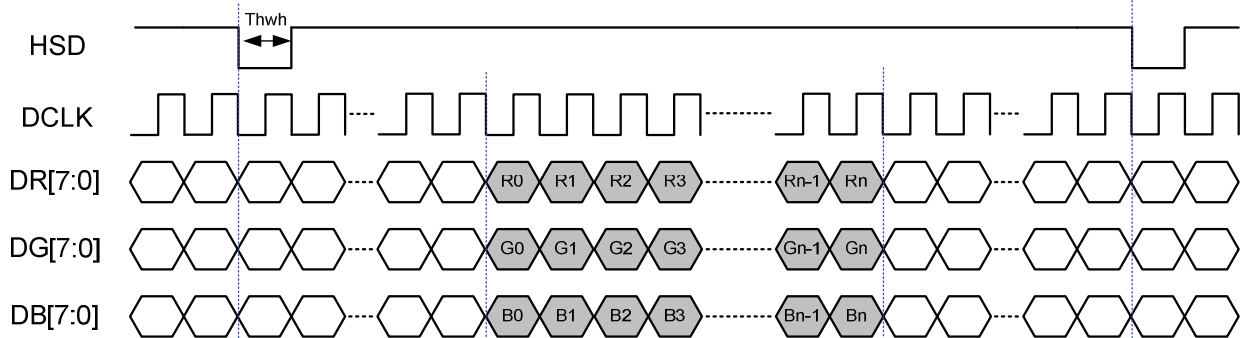 Thwh
HSD
DCLK
DR[7:0] R0 R1 R2 R3 Rn-1 Rn
DG[7:0] G0 G1 G2 G3 Gn-1 Gn
DB[7:0] B0 B1 B2 B3 Bn-1 Bn